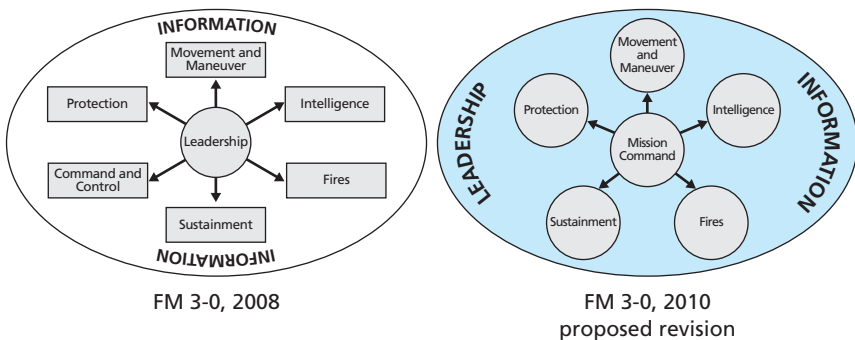 INFORMATION
Movement and
Maneuver
Protection
Intelligence
Leadership
Command and
Control
Fires
Sustainment
INFORMATION
FM 3-0, 2008
LEADERSHIP
INFORMATION
Movement
and
Maneuver
Protection
Intelligence
Mission
Command
Sustainment
Fires
FM 3-0, 2010
proposed revision